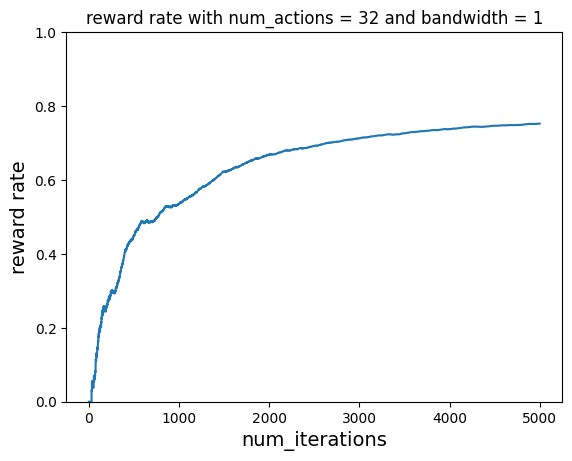 reward rate with num_actions = 32 and bandwidth = 1
1.0
0.8
0.6
0.4
0.2
0.0
reward rate
0 1000 2000 3000 4000 5000
num_iterations